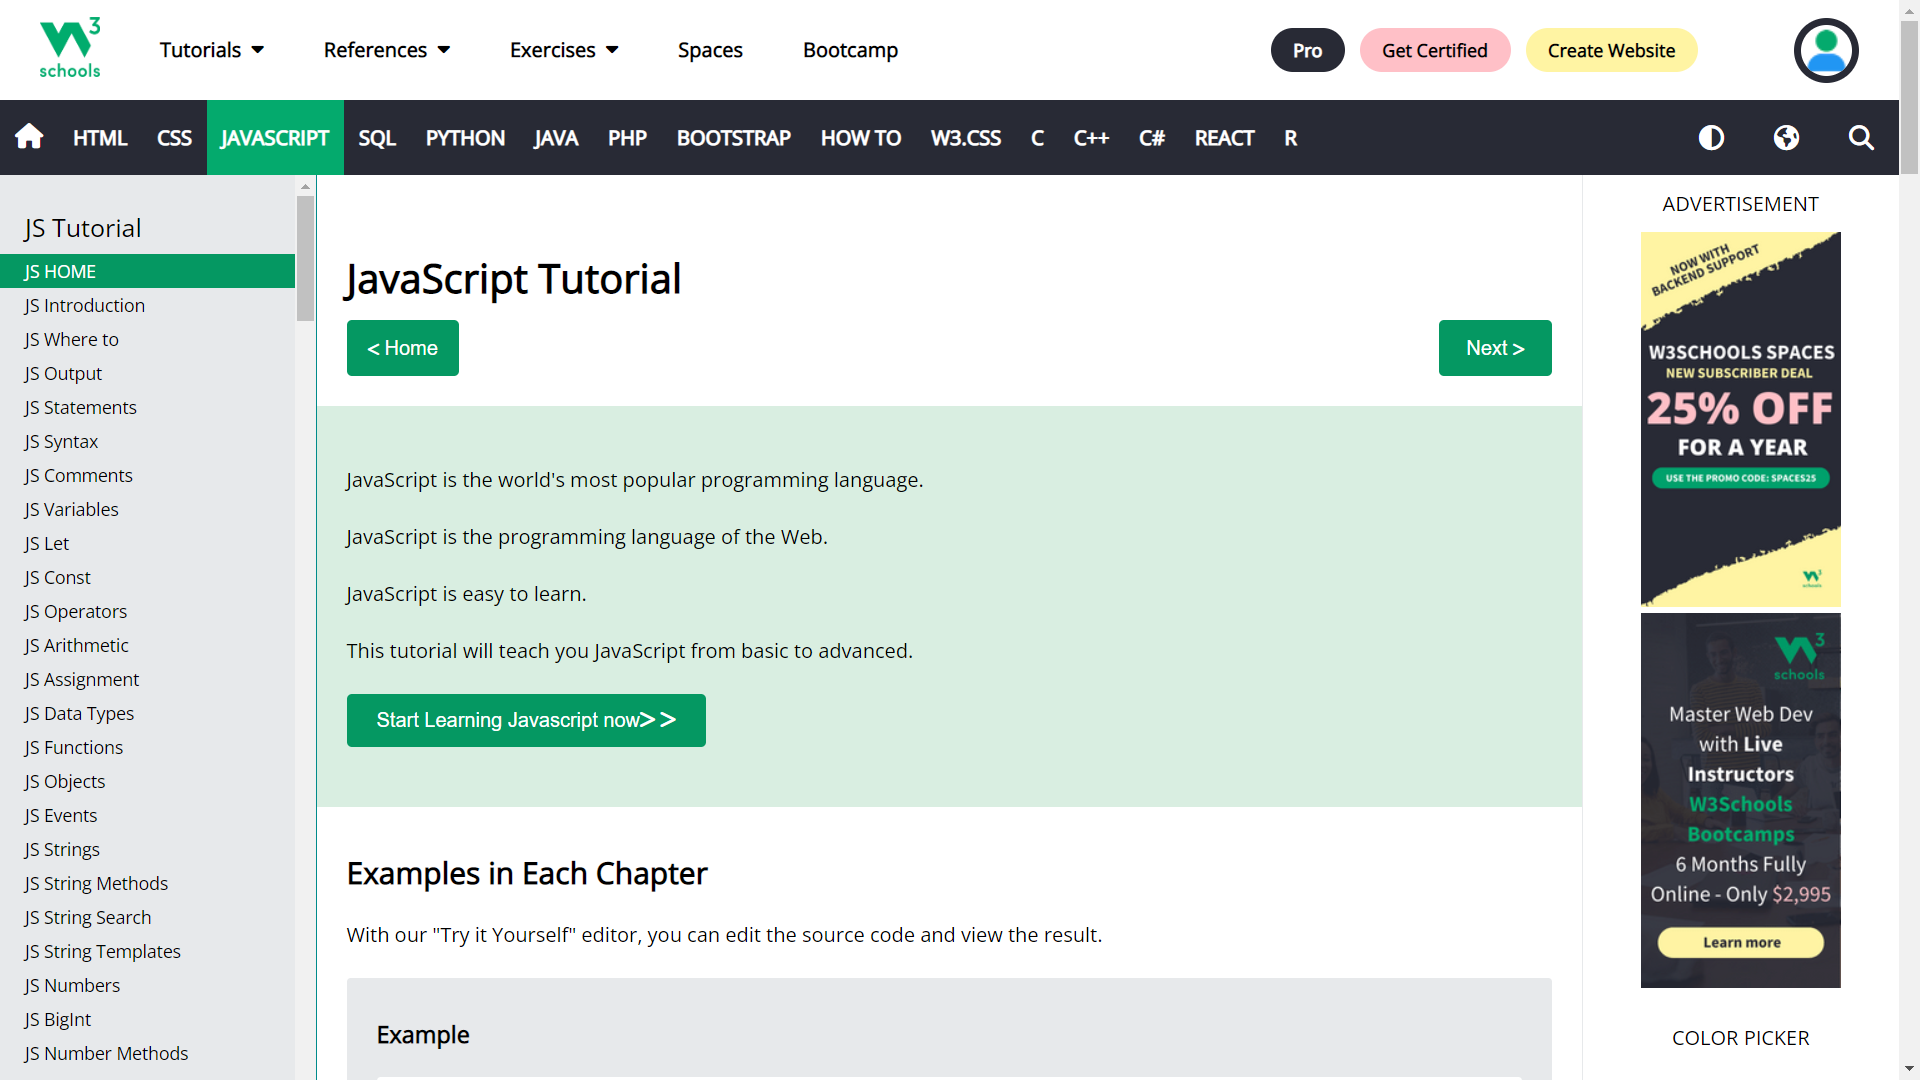 3
schools
Tutorials
References
Exercises
Spaces
Bootcamp
Pro
Get Certified
Create Website
HTML
CSS
JAVASCRIPT
SQL
PYTHON
JAVA
PHP
BOOTSTRAP
HOW TO
W3.CSS
C
C++
C#
REACT
R
JS Tutorial
JS HOME
JS Introduction
JS Where to
JS Output
JS Statements
JS Syntax
JS Comments
JS Variables
JS Let
JS Const
JS Operators
JS Arithmetic
JS Assignment
JS Data Types
JS Functions
JS Objects
JS Events
JS Strings
JS String Methods
JS String Search
JS String Templates
JS Numbers
JS BigInt
JS Number Methods
JavaScript Tutorial
< Home
Next >
JavaScript is the world's most popular programming language.
JavaScript is the programming language of the Web.
JavaScript is easy to learn.
This tutorial will teach you JavaScript from basic to advanced.
Start Learning Javascript now> >
Examples in Each Chapter
With our "Try it Yourself" editor, you can edit the source code and view the result.
Example
ADVERTISEMENT
NOW WITH
BACKEND SUPPORT
W3SCHOOLS SPACES
NEW SUBSCRIBER DEAL
25% OFF
FOR A YEAR
USE THE PROMO CODE: SPACES25
3
schools
3
schools
Master Web Dev
with Live
Instructors
W3Schools
Bootcamps
6 Months Fully
Online - Only $2,995
Learn more
COLOR PICKER